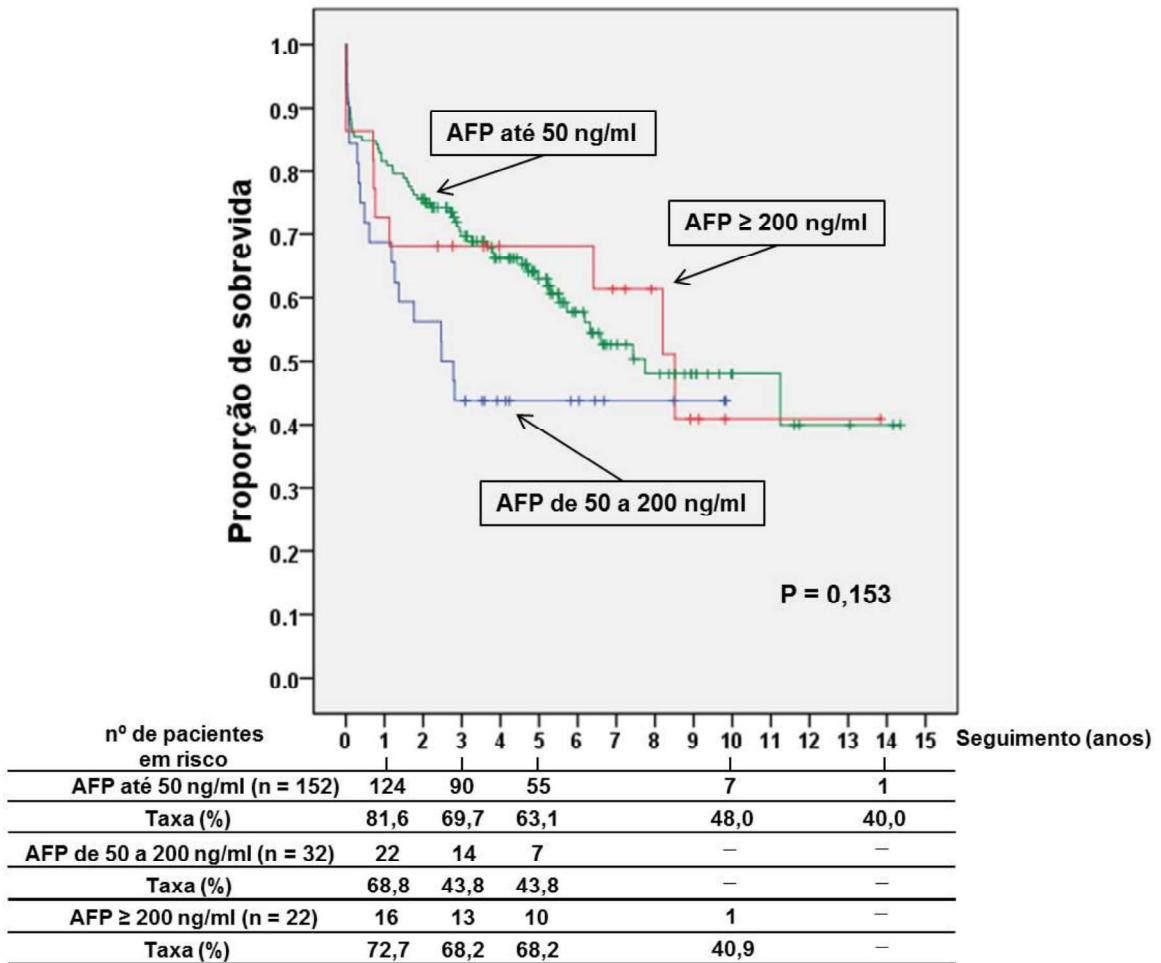 1.0
0.9
0.8
0.7
0.6
0.5
0.4
0.3
0.2
0.1
0.0
Proporção de sobrevida
AFP até 50 ng/ml
AFP ≥ 200 ng/ml
AFP de 50 a 200 ng/ml
P = 0,153
0 1 2 3 4 5 6 7 8 9 10 11 12 13 14 15 Seguimento (anos)
nº de pacientes
em risco
AFP até 50 ng/ml (n = 152) 124 90 55 7 1
Taxa (%) 81,6 69,7 63,1 48,0 40,0
AFP de 50 a 200 ng/ml (n = 32) 22 14 7 – –
Taxa (%) 68,8 43,8 43,8 – –
AFP ≥ 200 ng/ml (n = 22) 16 13 10 1 –
Taxa (%) 72,7 68,2 68,2 40,9 –